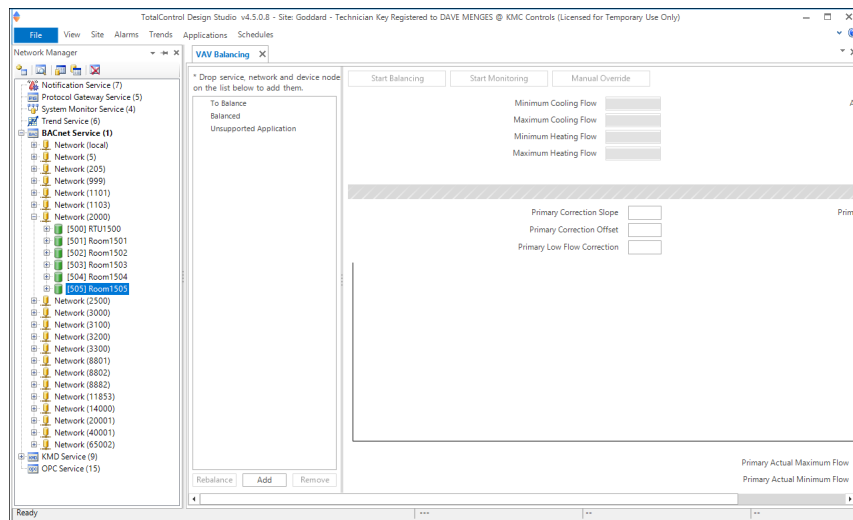 TotalControl Design Studio v4.5.0.8 - Site: Goddard - Technician Key Registered to DAVE MENGES @ KMC Controls (Licensed for Temporary Use Only)
File View Site Alarms Trends Applications Schedules
Network Manager
Notification Service (7)
Protocol Gateway Service (5)
System Monitor Service (4)
Trend Service (6)
BACnet Service (1)
Network (local)
Network (5)
Network (205)
Network (999)
Network (1101)
Network (1103)
Network (2000)
[500] RTU1500
[501] Room1501
[502] Room1502
[503] Room1503
[504] Room1504
[505] Room1505
Network (2500)
Network (3000)
Network (3100)
Network (3200)
Network (3300)
Network (8801)
Network (8802)
Network (8882)
Network (11853)
Network (14000)
Network (20001)
Network (40001)
Network (65002)
KMD Service (9)
OPC Service (15)
VAV Balancing X
* Drop service, network and device node
on the list below to add them.
To Balance
Balanced
Unsupported Application
Rebalance Add Remove
Start Balancing Start Monitoring Manual Override
Minimum Cooling Flow
Maximum Cooling Flow
Minimum Heating Flow
Maximum Heating Flow
Primary Correction Slope
Primary Correction Offset
Primary Low Flow Correction
Primary Actual Maximum Flow
Primary Actual Minimum Flow
Ready --- -- --